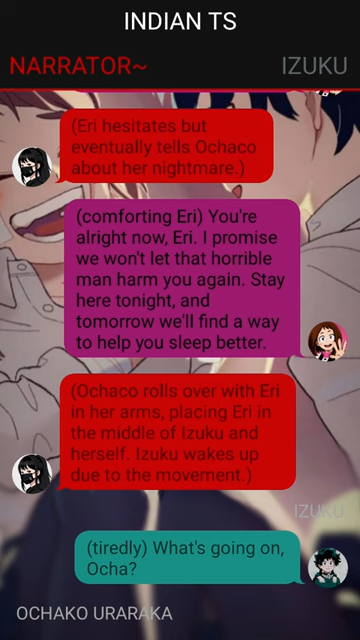 INDIAN TS
NARRATOR~
IZUKU
(Eri hesitates but
eventually tells Ochaco
about her nightmare.)
(comforting Eri) You're
alright now, Eri. I promise
we won't let that horrible
man harm you again. Stay
here tonight, and
tomorrow we'll find a way
to help you sleep better.
(Ochaco rolls over with Eri
in her arms, placing Eri in
the middle of Izuku and
herself. Izuku wakes up
due to the movement.)
IZUKU
(tiredly) What's going on,
Ocha?
OCHAKO URARAKA